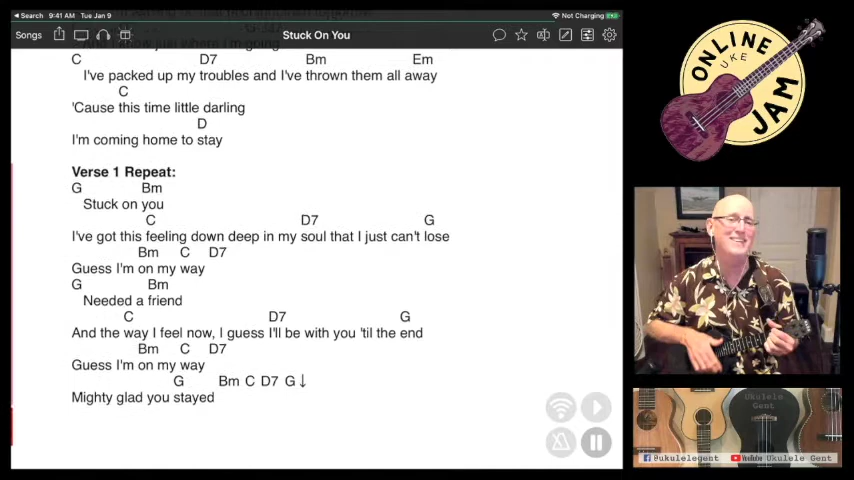 Search 9:41 AM Tue Jan 9
Not Charging
Songs
Stuck On You
C D7 Bm Em
I've packed up my troubles and I've thrown them all away
C
'Cause this time little darling
D
I'm coming home to stay
Verse 1 Repeat:
G Bm
Stuck on you
C D7 G
I've got this feeling down deep in my soul that I just can't lose
Bm C D7
Guess I'm on my way
G Bm
Needed a friend
C D7 G
And the way I feel now, I guess I'll be with you 'til the end
Bm C D7
Guess I'm on my way
G Bm C D7 G ↓
Mighty glad you stayed
ONLINE
UKE
JAM
Ukulele
Gent
@ukulelegent
YouTube Ukulele Gent